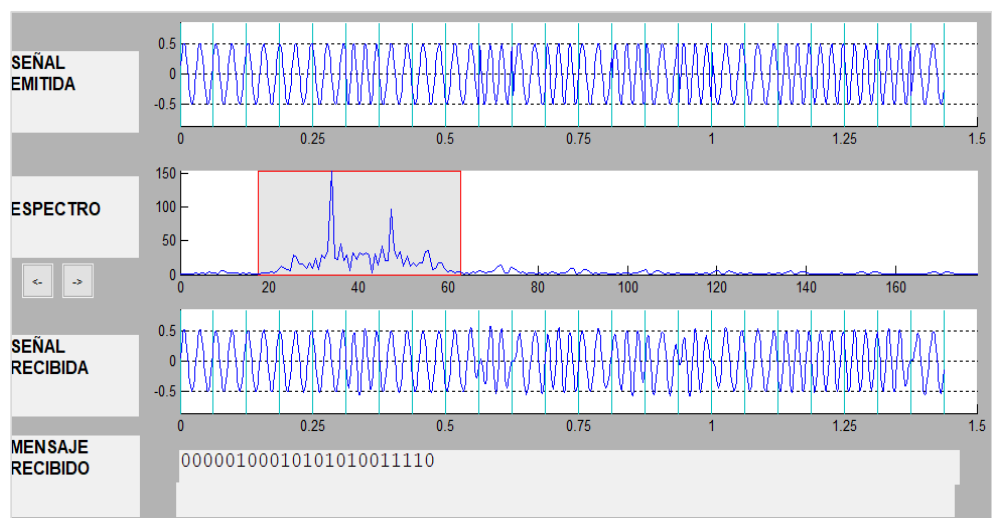 SEÑAL
EMITIDA
0.5
0
-0.5
0 0.25 0.5 0.75 1 1.25 1.5
ESPECTRO
<- ->
150
100
50
0
0 20 40 60 80 100 120 140 160
SEÑAL
RECIBIDA
0.5
0
-0.5
0 0.25 0.5 0.75 1 1.25 1.5
MENSAJE
RECIBIDO
00000100010101010011110